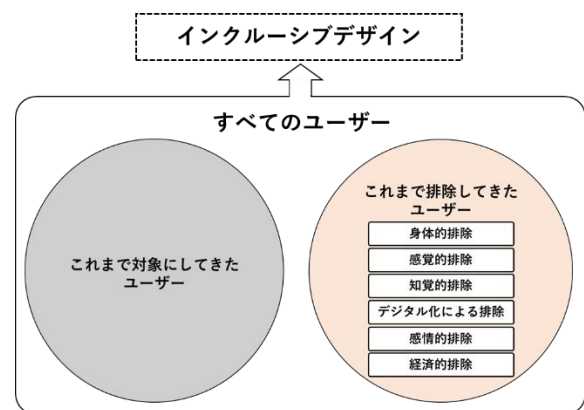 インクルーシブデザイン
すべてのユーザー
これまで対象にしてきた
ユーザー
これまで排除してきた
ユーザー
身体的排除
感覚的排除
知覚的排除
デジタル化による排除
感情的排除
経済的排除